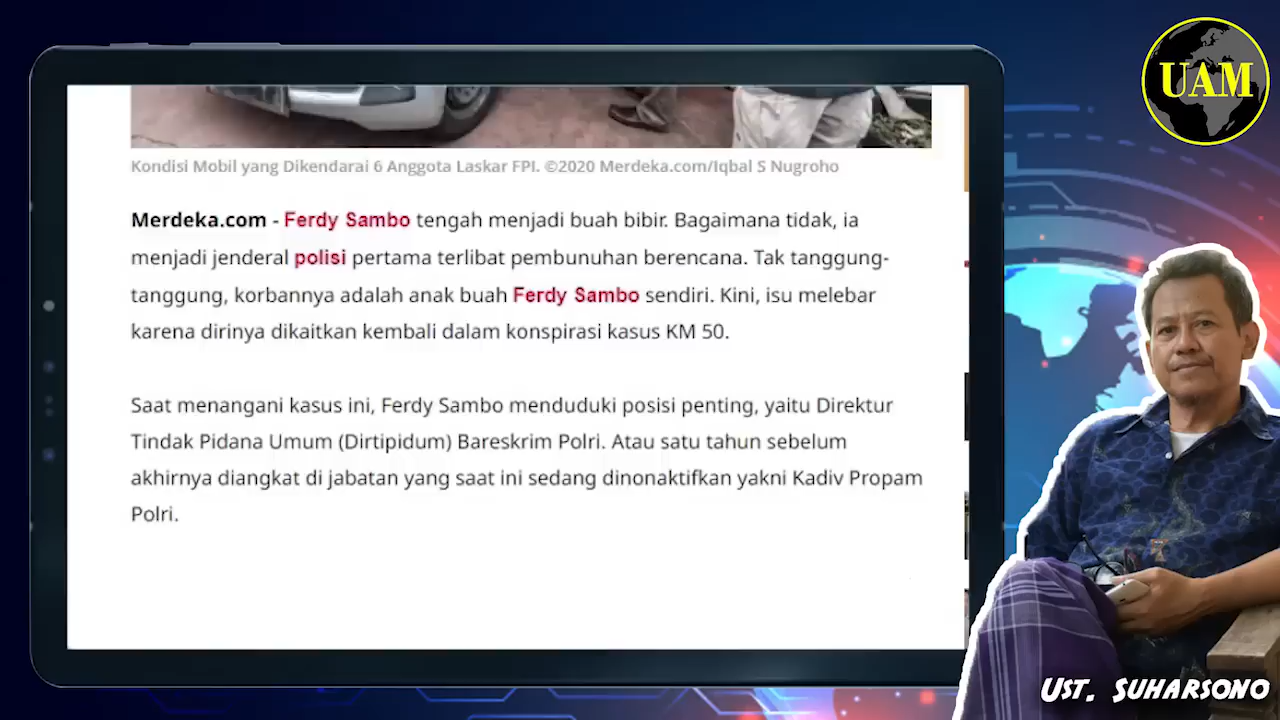 UAM
Kondisi Mobil yang Dikendarai 6 Anggota Laskar FPI. ©2020 Merdeka.com/Iqbal S Nugroho
Merdeka.com - Ferdy Sambo tengah menjadi buah bibir. Bagaimana tidak, ia
menjadi jenderal polisi pertama terlibat pembunuhan berencana. Tak tanggung-
tanggung, korbannya adalah anak buah Ferdy Sambo sendiri. Kini, isu melebar
karena dirinya dikaitkan kembali dalam konspirasi kasus KM 50.
Saat menangani kasus ini, Ferdy Sambo menduduki posisi penting, yaitu Direktur
Tindak Pidana Umum (Dirtipidum) Bareskrim Polri. Atau satu tahun sebelum
akhirnya diangkat di jabatan yang saat ini sedang dinonaktifkan yakni Kadiv Propam
Polri.
Ust. Suharsono